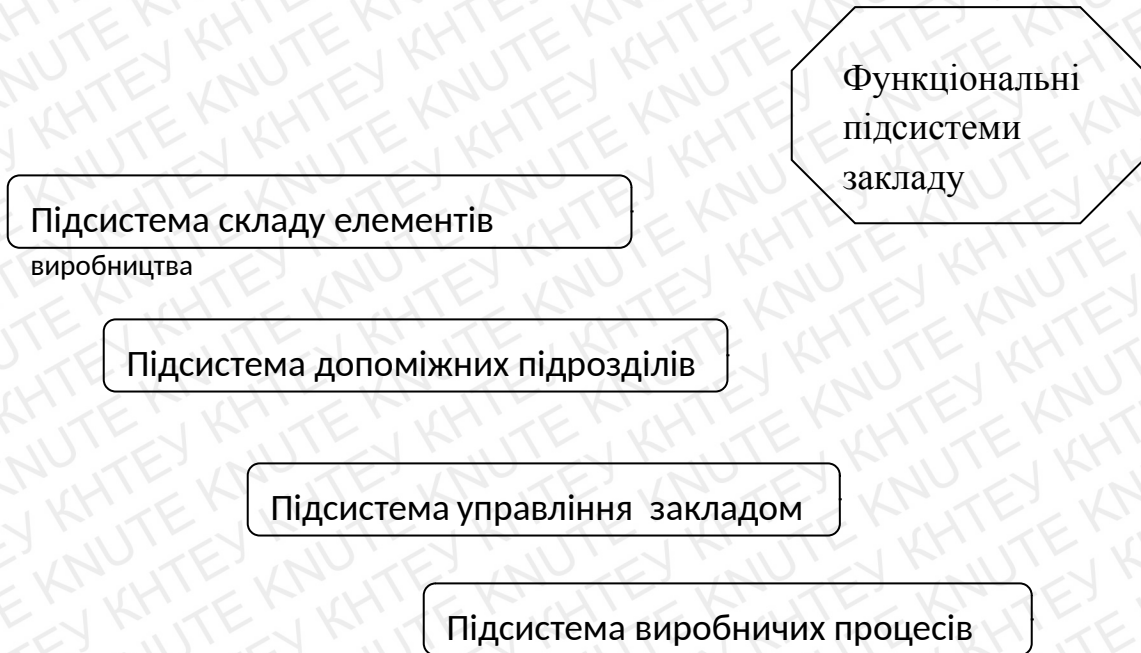 Функціональні
підсистеми
закладу
Підсистема складу елементів
виробництва
Підсистема допоміжних підрозділів
Підсистема управління закладом
Підсистема виробничих процесів